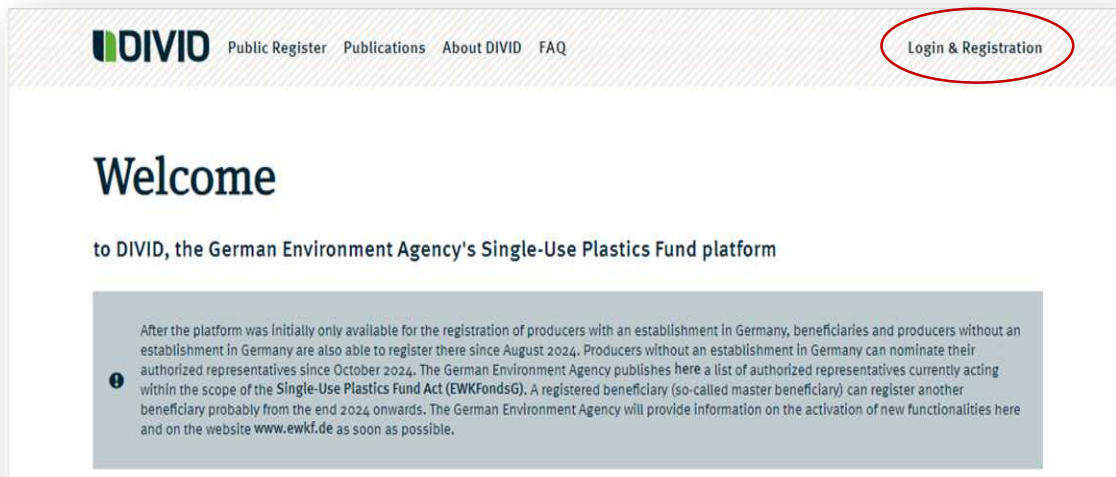 DIVID Public Register Publications About DIVID FAQ Login & Registration
Welcome
to DIVID, the German Environment Agency's Single-Use Plastics Fund platform
After the platform was initially only available for the registration of producers with an establishment in Germany, beneficiaries and producers without an
establishment in Germany are also able to register there since August 2024. Producers without an establishment in Germany can nominate their
authorized representatives since October 2024. The German Environment Agency publishes here a list of authorized representatives currently acting
within the scope of the Single-Use Plastics Fund Act (EWKFondsG). A registered beneficiary (so-called master beneficiary) can register another
beneficiary probably from the end 2024 onwards. The German Environment Agency will provide information on the activation of new functionalities here
and on the website www.ewkf.de as soon as possible.